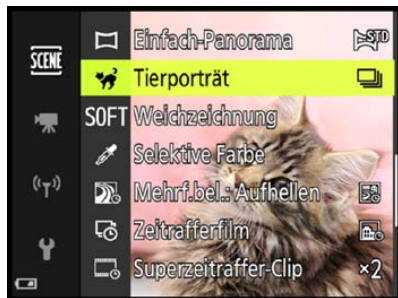 Einfach-Panorama STD
SCENE
Tierporträt
SOFT Weichzeichnung
Selektive Farbe
Mehrf.bel.: Aufhellen
Zeitrafferfilm
Superzeitraffer-Clip ×2